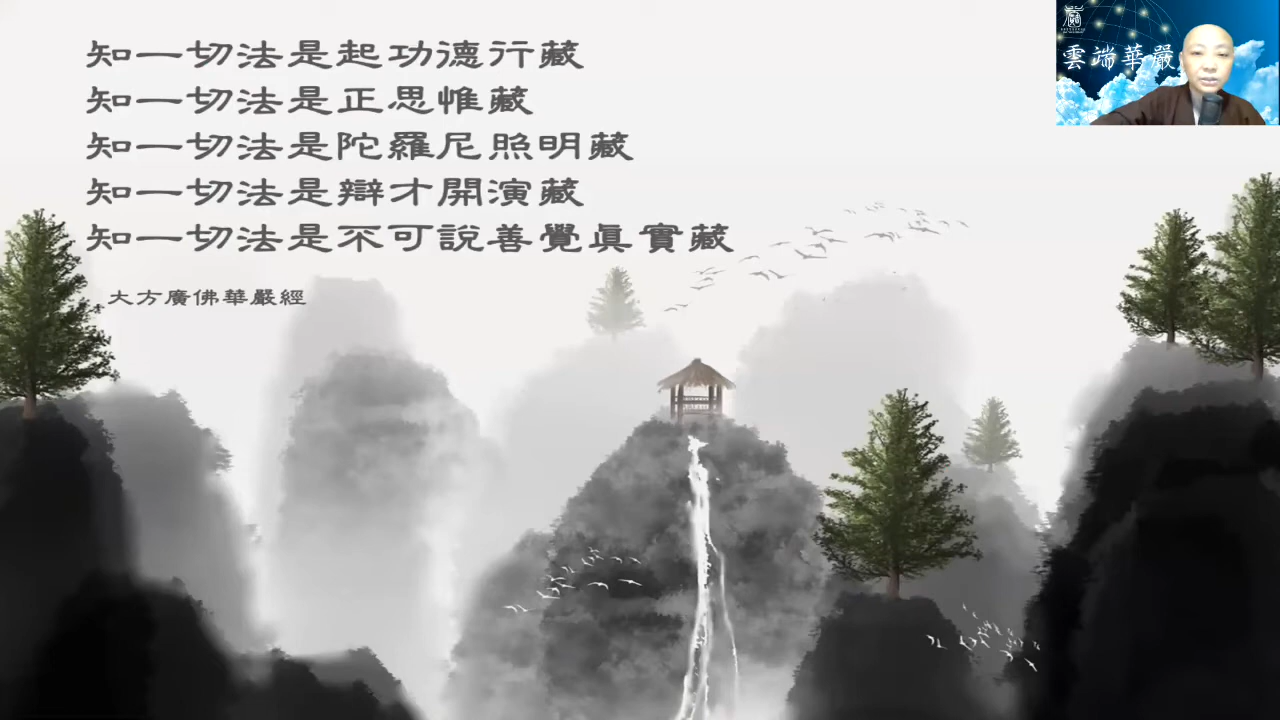 知一切法是起功德行藏
知一切法是正思惟藏
知一切法是陀羅尼照明藏
知一切法是辯才開演藏
知一切法是不可說善覺眞實藏
大方廣佛華嚴經
雲端華嚴